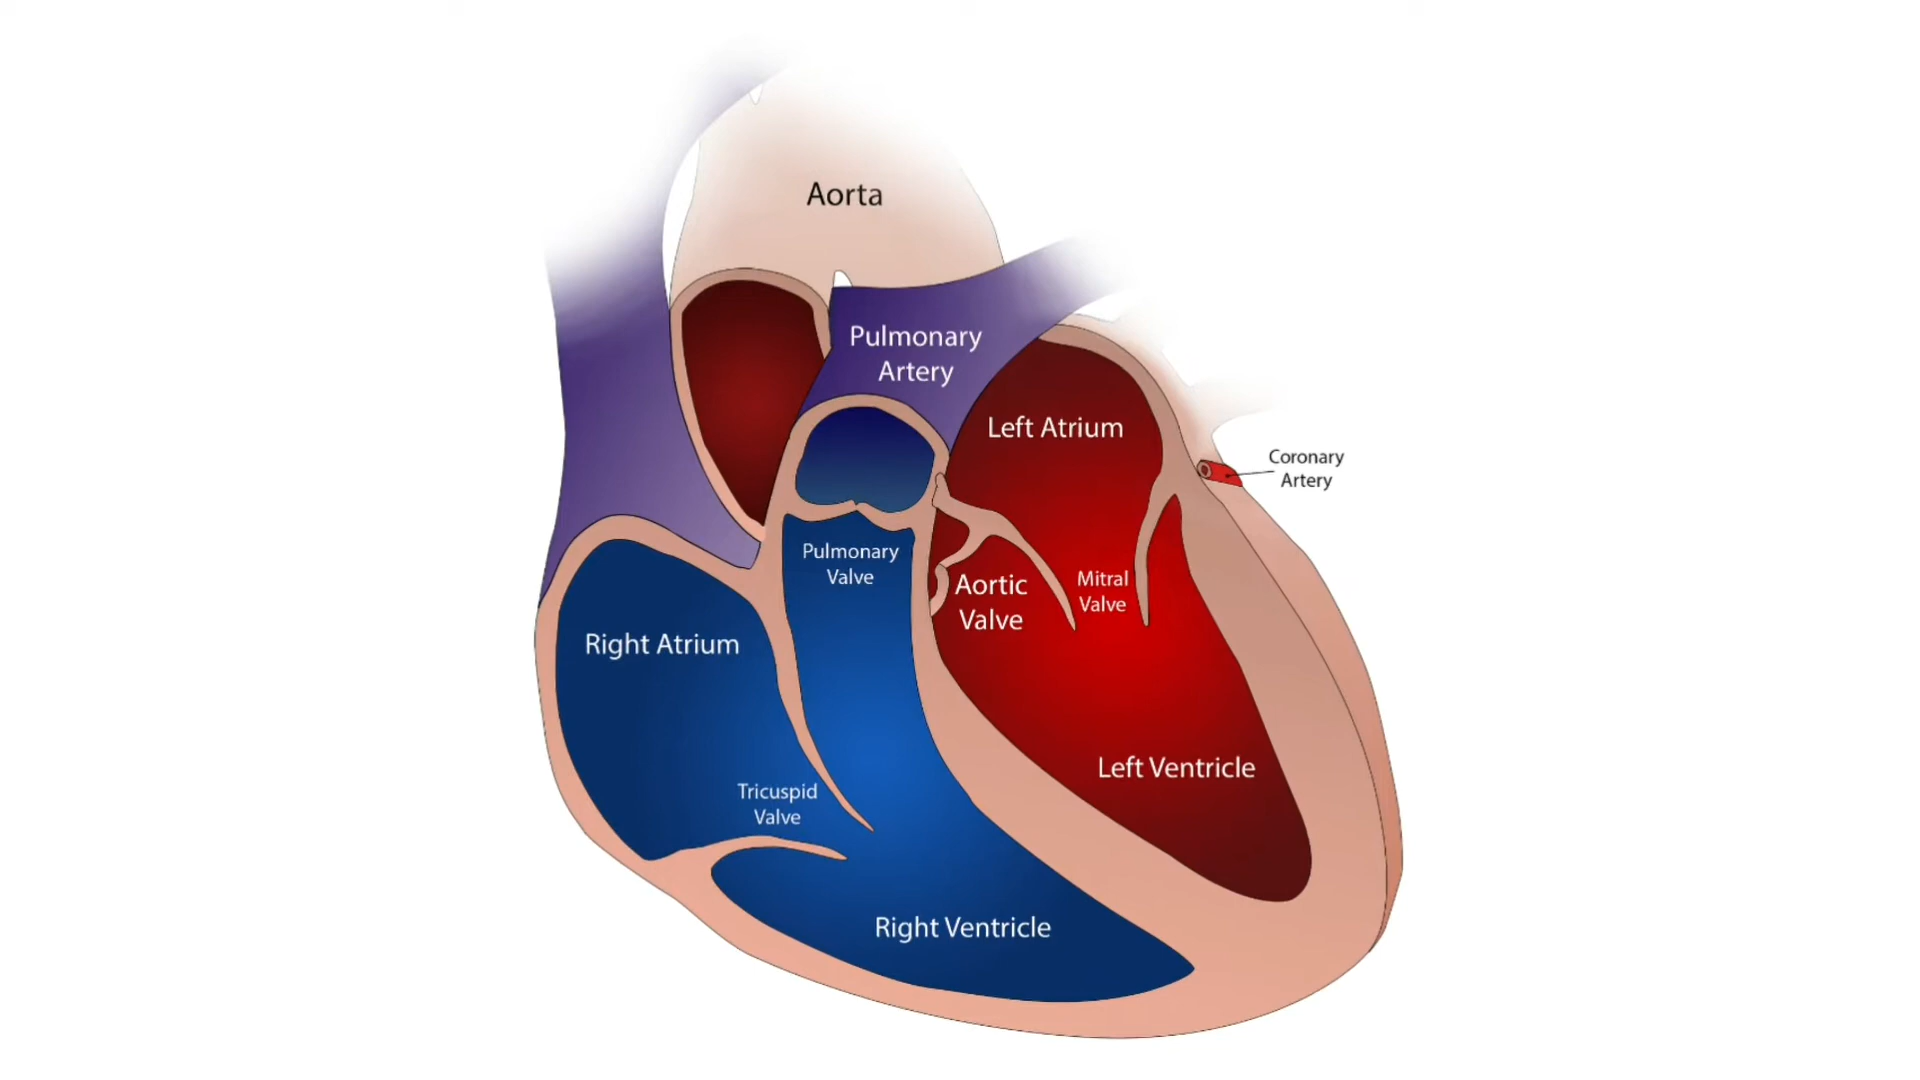 Aorta
Pulmonary
Artery
Left Atrium
Coronary
Artery
Pulmonary
Valve
Aortic
Valve
Mitral
Valve
Right Atrium
Left Ventricle
Tricuspid
Valve
Right Ventricle